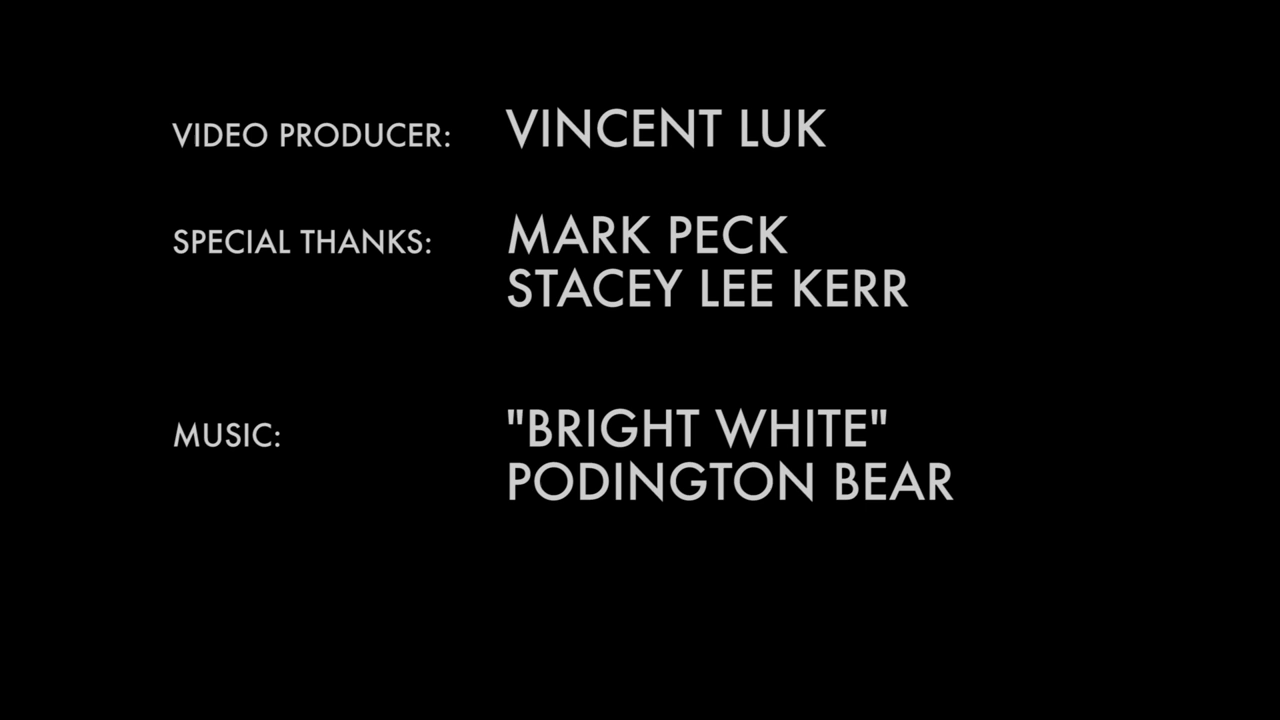 VIDEO PRODUCER: VINCENT LUK
SPECIAL THANKS: MARK PECK
STACEY LEE KERR
MUSIC: "BRIGHT WHITE"
PODINGTON BEAR